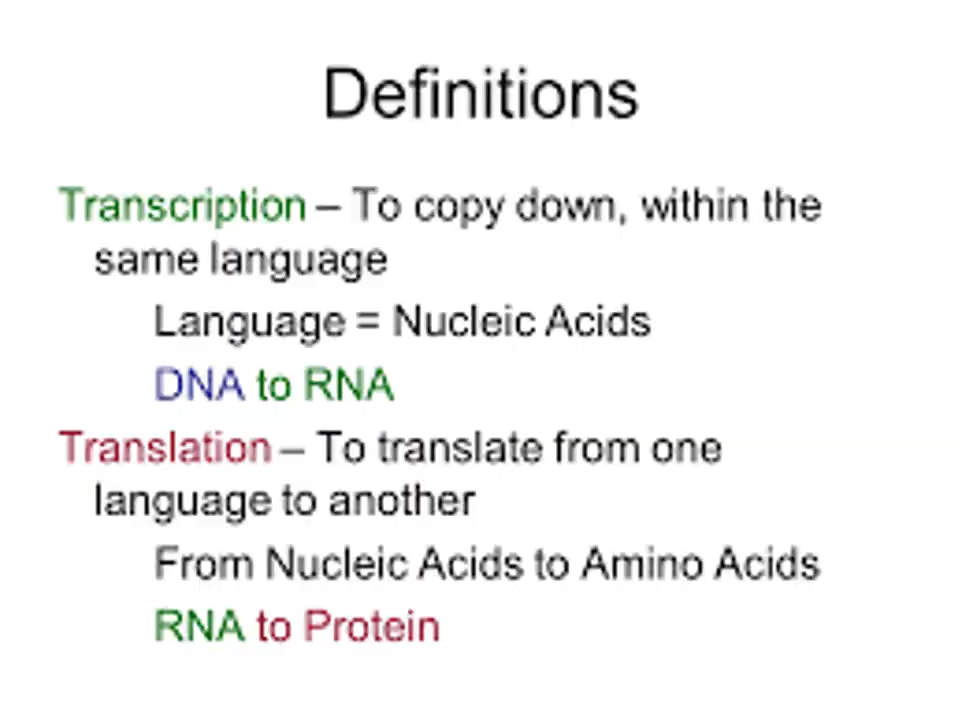 Definitions
Transcription – To copy down, within the
same language
Language = Nucleic Acids
DNA to RNA
Translation – To translate from one
language to another
From Nucleic Acids to Amino Acids
RNA to Protein